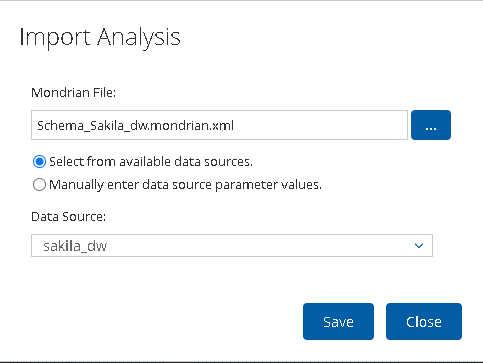 Import Analysis
Mondrian File:
Schema_Sakila_dw.mondrian.xml
...
Select from available data sources.
Manually enter data source parameter values.
Data Source:
sakila_dw
Save Close